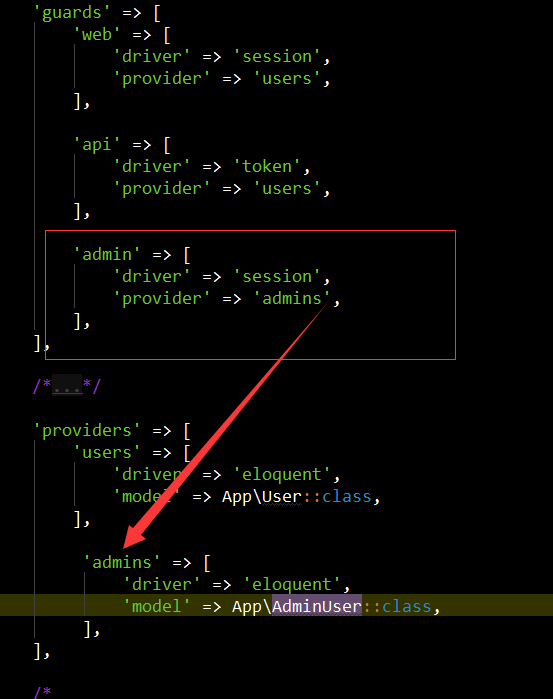 'guards' => [
'web' => [
'driver' => 'session',
'provider' => 'users',
],
'api' => [
'driver' => 'token',
'provider' => 'users',
],
'admin' => [
'driver' => 'session',
'provider' => 'admins',
],
],
/*...*/
'providers' => [
'users' => [
'driver' => 'eloquent',
'model' => App\User::class,
],
'admins' => [
'driver' => 'eloquent',
'model' => App\AdminUser::class,
],
],
/*